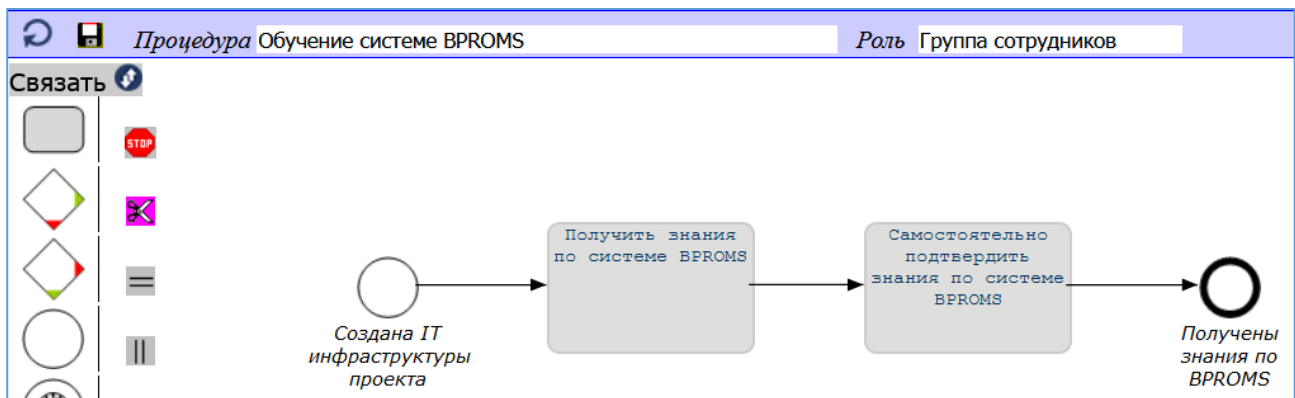 Процедура Обучение системе BPROMS Роль Группа сотрудников
Связать
STOP
Получить знания
по системе BPROMS
Самостоятельно
подтвердить
знания по системе
BPROMS
Создана IT
инфраструктуры
проекта
Получены
знания по
BPROMS